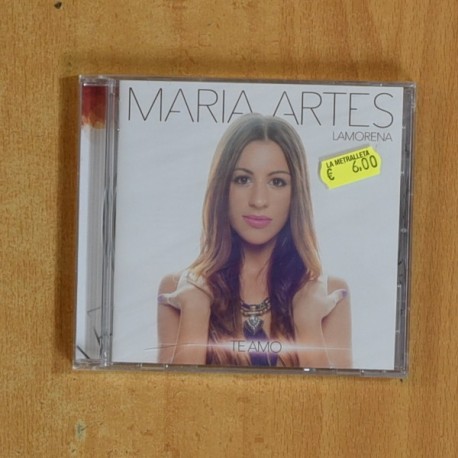 MARIA ARTES
LAMORENA
LA METRALLETA
€ 6,00
TE AMO